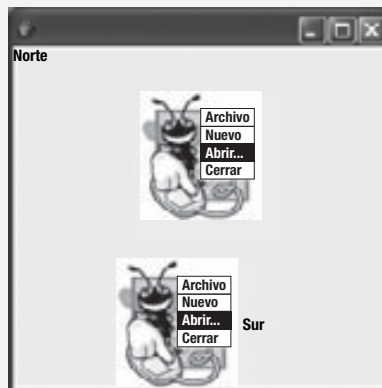 Norte
Archivo
Nuevo
Abrir...
Cerrar
Archivo
Nuevo
Abrir...
Cerrar
Sur